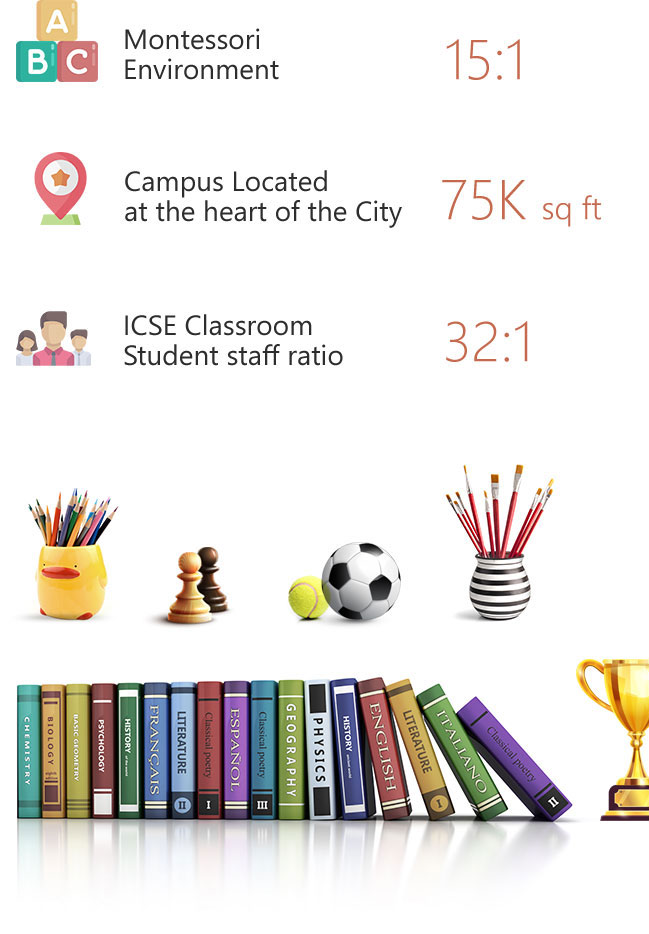 A
B C
Montessori
Environment
15:1
Campus Located
at the heart of the City
75K sq ft
ICSE Classroom
Student staff ratio
32:1
CHEMISTRY
BIOLOGY
BASIC GEOMETRY
PSYCHOLOGY
HISTORY
FRANÇAIS
LITERATURE
II
Classical poetry
I
ESPAÑOL
Classical poetry
III
GEOGRAPHY
PHYSICS
HISTORY
ENGLISH
LITERATURE
I
ITALIANO
Classical poetry
II